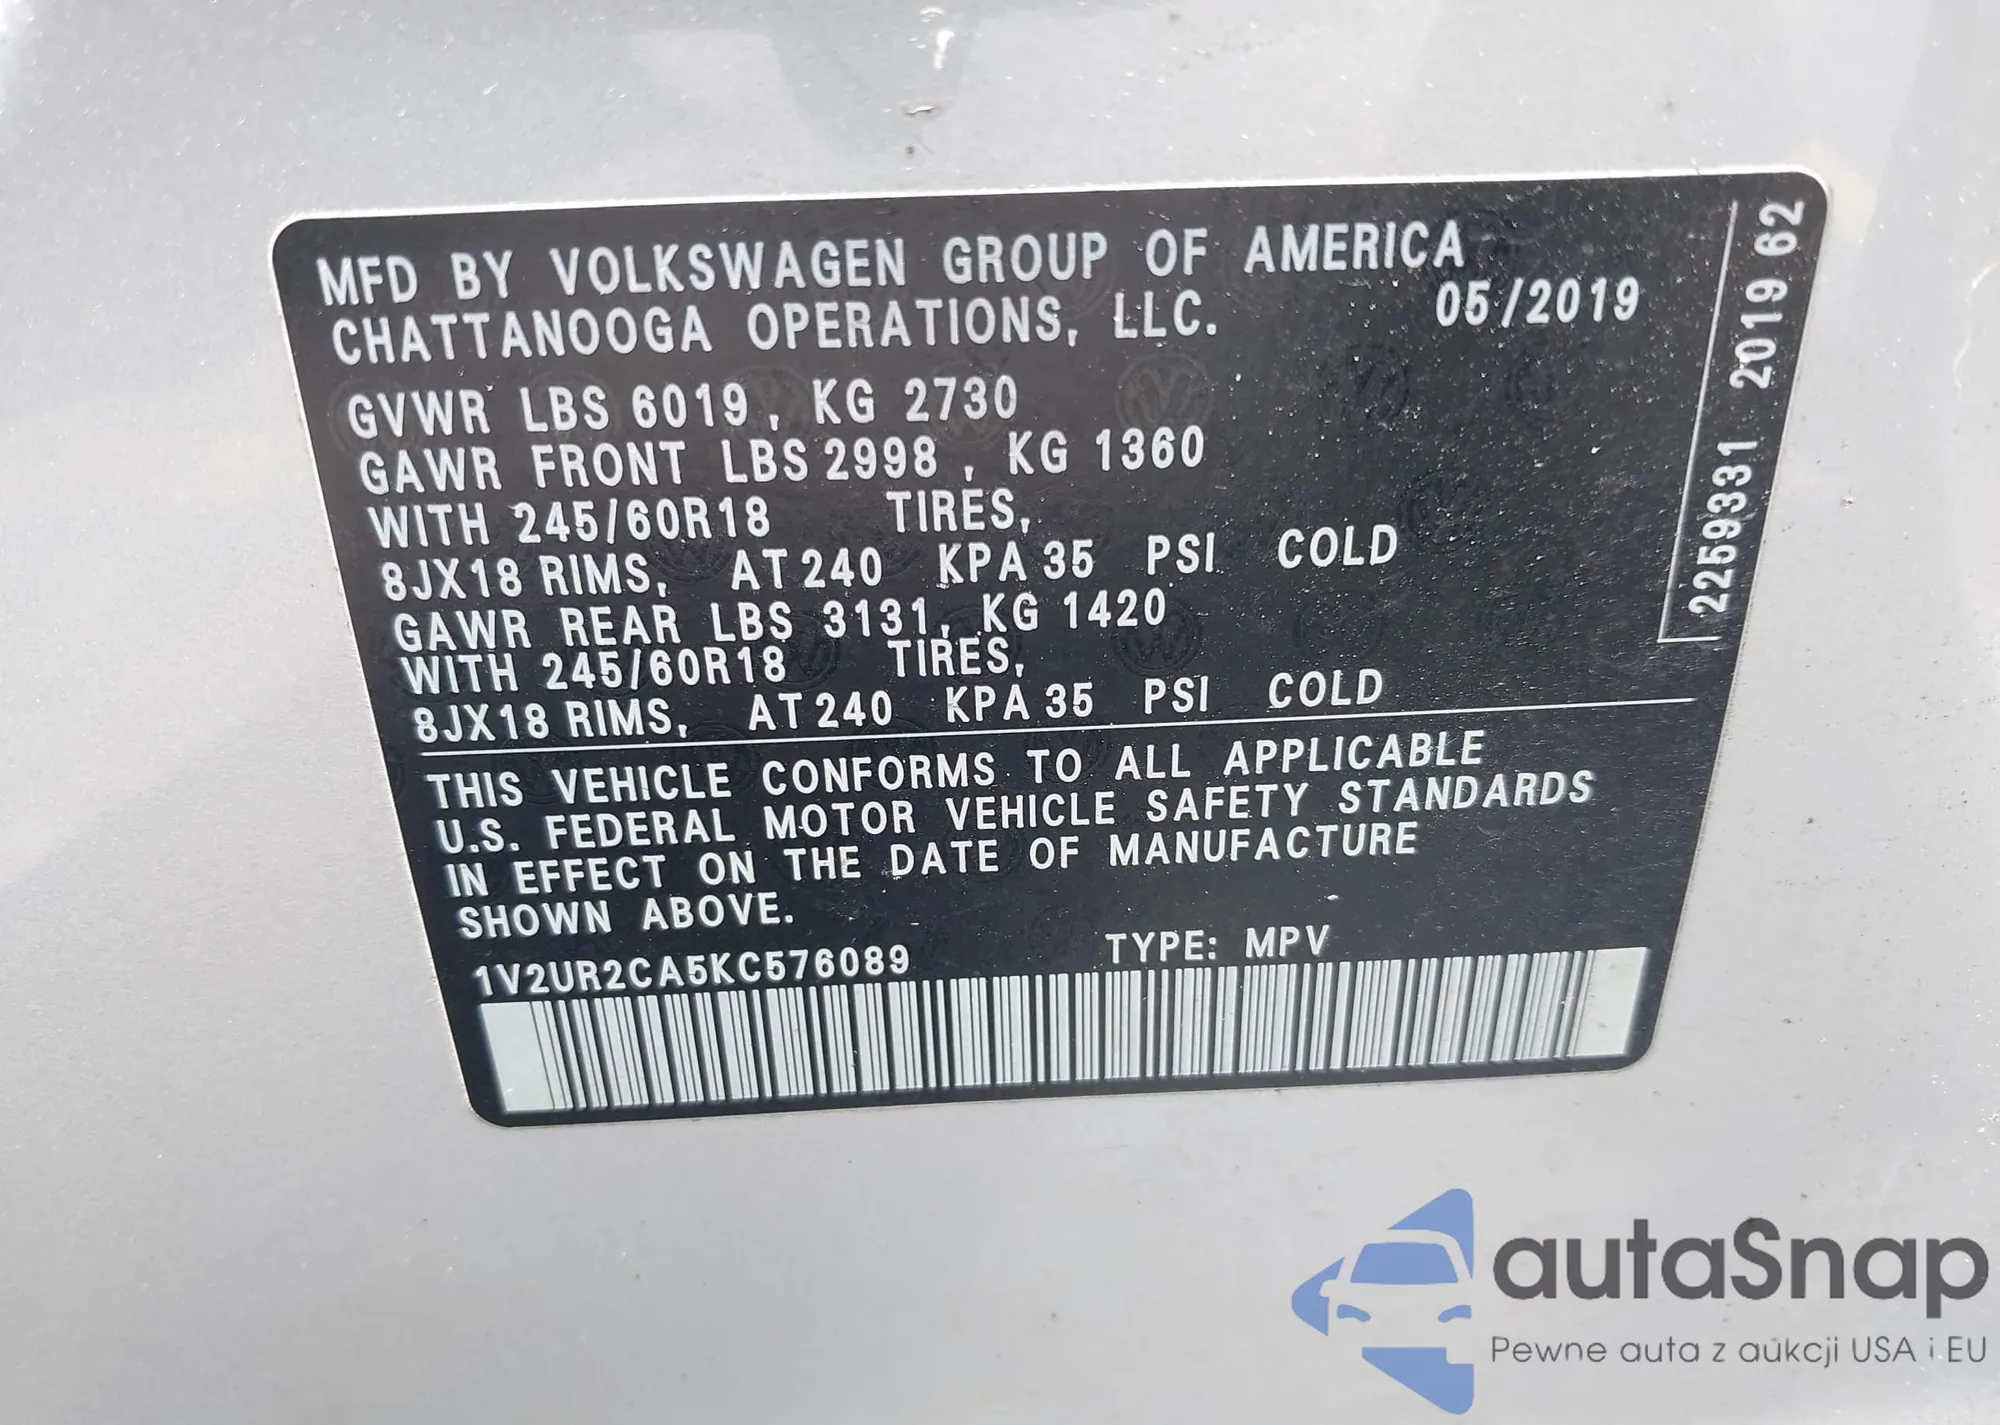 MFD BY VOLKSWAGEN GROUP OF AMERICA
CHATTANOOGA OPERATIONS, LLC.
05/2019
GVWR LBS 6019, KG 2730
GAWR FRONT LBS 2998, KG 1360
WITH 245/60R18 TIRES,
8JX18 RIMS, AT 240 KPA 35 PSI COLD
GAWR REAR LBS 3131, KG 1420
WITH 245/60R18 TIRES,
8JX18 RIMS, AT 240 KPA 35 PSI COLD
THIS VEHICLE CONFORMS TO ALL APPLICABLE
U.S. FEDERAL MOTOR VEHICLE SAFETY STANDARDS
IN EFFECT ON THE DATE OF MANUFACTURE
SHOWN ABOVE.
1V2UR2CA5KC576089 TYPE: MPV
2259331 2019 62
autaSnap
Pewne auta z aukcji USA i EU